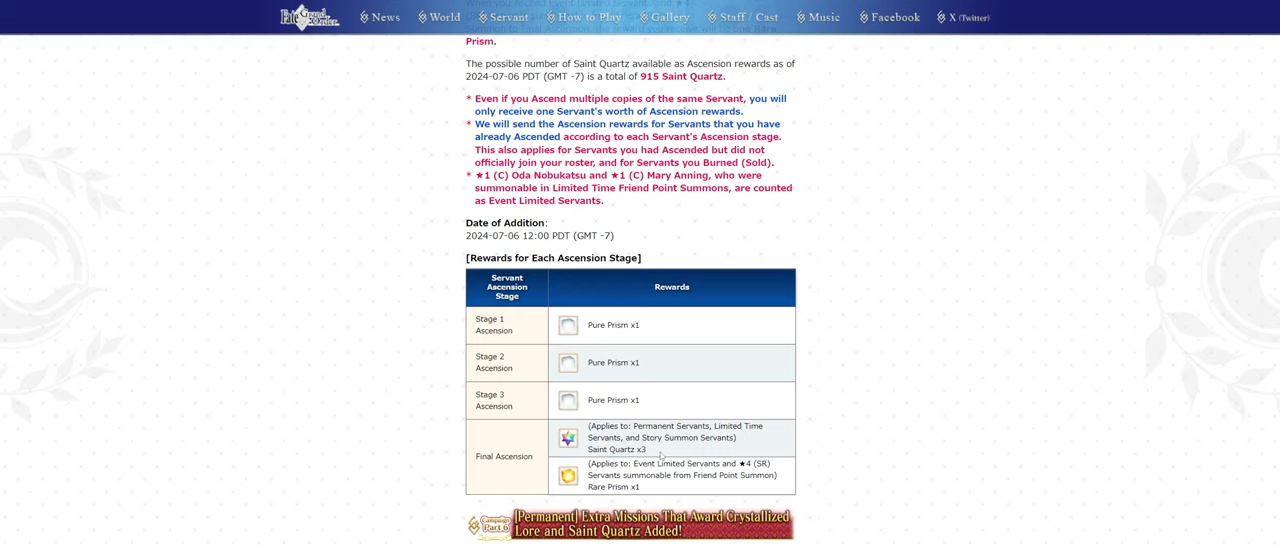 Fate Grand Order
News
World
Servant
How to Play
Gallery
Staff / Cast
Music
Facebook
X (Twitter)
Prism.
The possible number of Saint Quartz available as Ascension rewards as of
2024-07-06 PDT (GMT -7) is a total of 915 Saint Quartz.
* Even if you Ascend multiple copies of the same Servant, you will
only receive one Servant's worth of Ascension rewards.
* We will send the Ascension rewards for Servants that you have
already Ascended according to each Servant's Ascension stage.
This also applies for Servants you had Ascended but did not
officially join your roster, and for Servants you Burned (Sold).
* ★1 (C) Oda Nobukatsu and ★1 (C) Mary Anning, who were
summonable in Limited Time Friend Point Summons, are counted
as Event Limited Servants.
Date of Addition:
2024-07-06 12:00 PDT (GMT -7)
[Rewards for Each Ascension Stage]
Servant
Ascension
Stage
Rewards
Stage 1
Ascension
Pure Prism x1
Stage 2
Ascension
Pure Prism x1
Stage 3
Ascension
Pure Prism x1
Final Ascension
(Applies to: Permanent Servants, Limited Time
Servants, and Story Summon Servants)
Saint Quartz x3
(Applies to: Event Limited Servants and ★4 (SR)
Servants summonable from Friend Point Summon)
Rare Prism x1
Campaign
Part 6
[Permanent] Extra Missions That Award Crystallized
Lore and Saint Quartz Added!